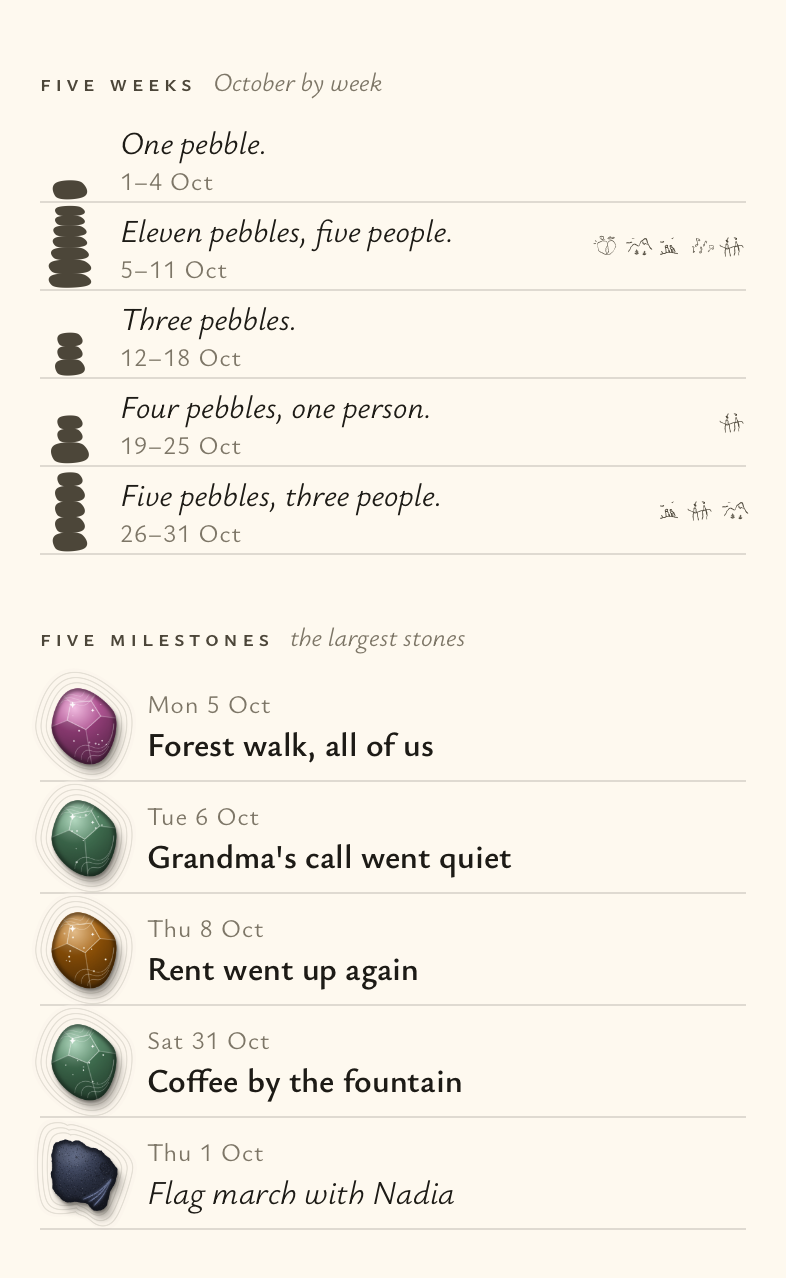 FIVE WEEKS October by week
One pebble.
1–4 Oct
Eleven pebbles, five people.
5–11 Oct
Three pebbles.
12–18 Oct
Four pebbles, one person.
19–25 Oct
Five pebbles, three people.
26–31 Oct
FIVE MILESTONES the largest stones
Mon 5 Oct
Forest walk, all of us
Tue 6 Oct
Grandma's call went quiet
Thu 8 Oct
Rent went up again
Sat 31 Oct
Coffee by the fountain
Thu 1 Oct
Flag march with Nadia